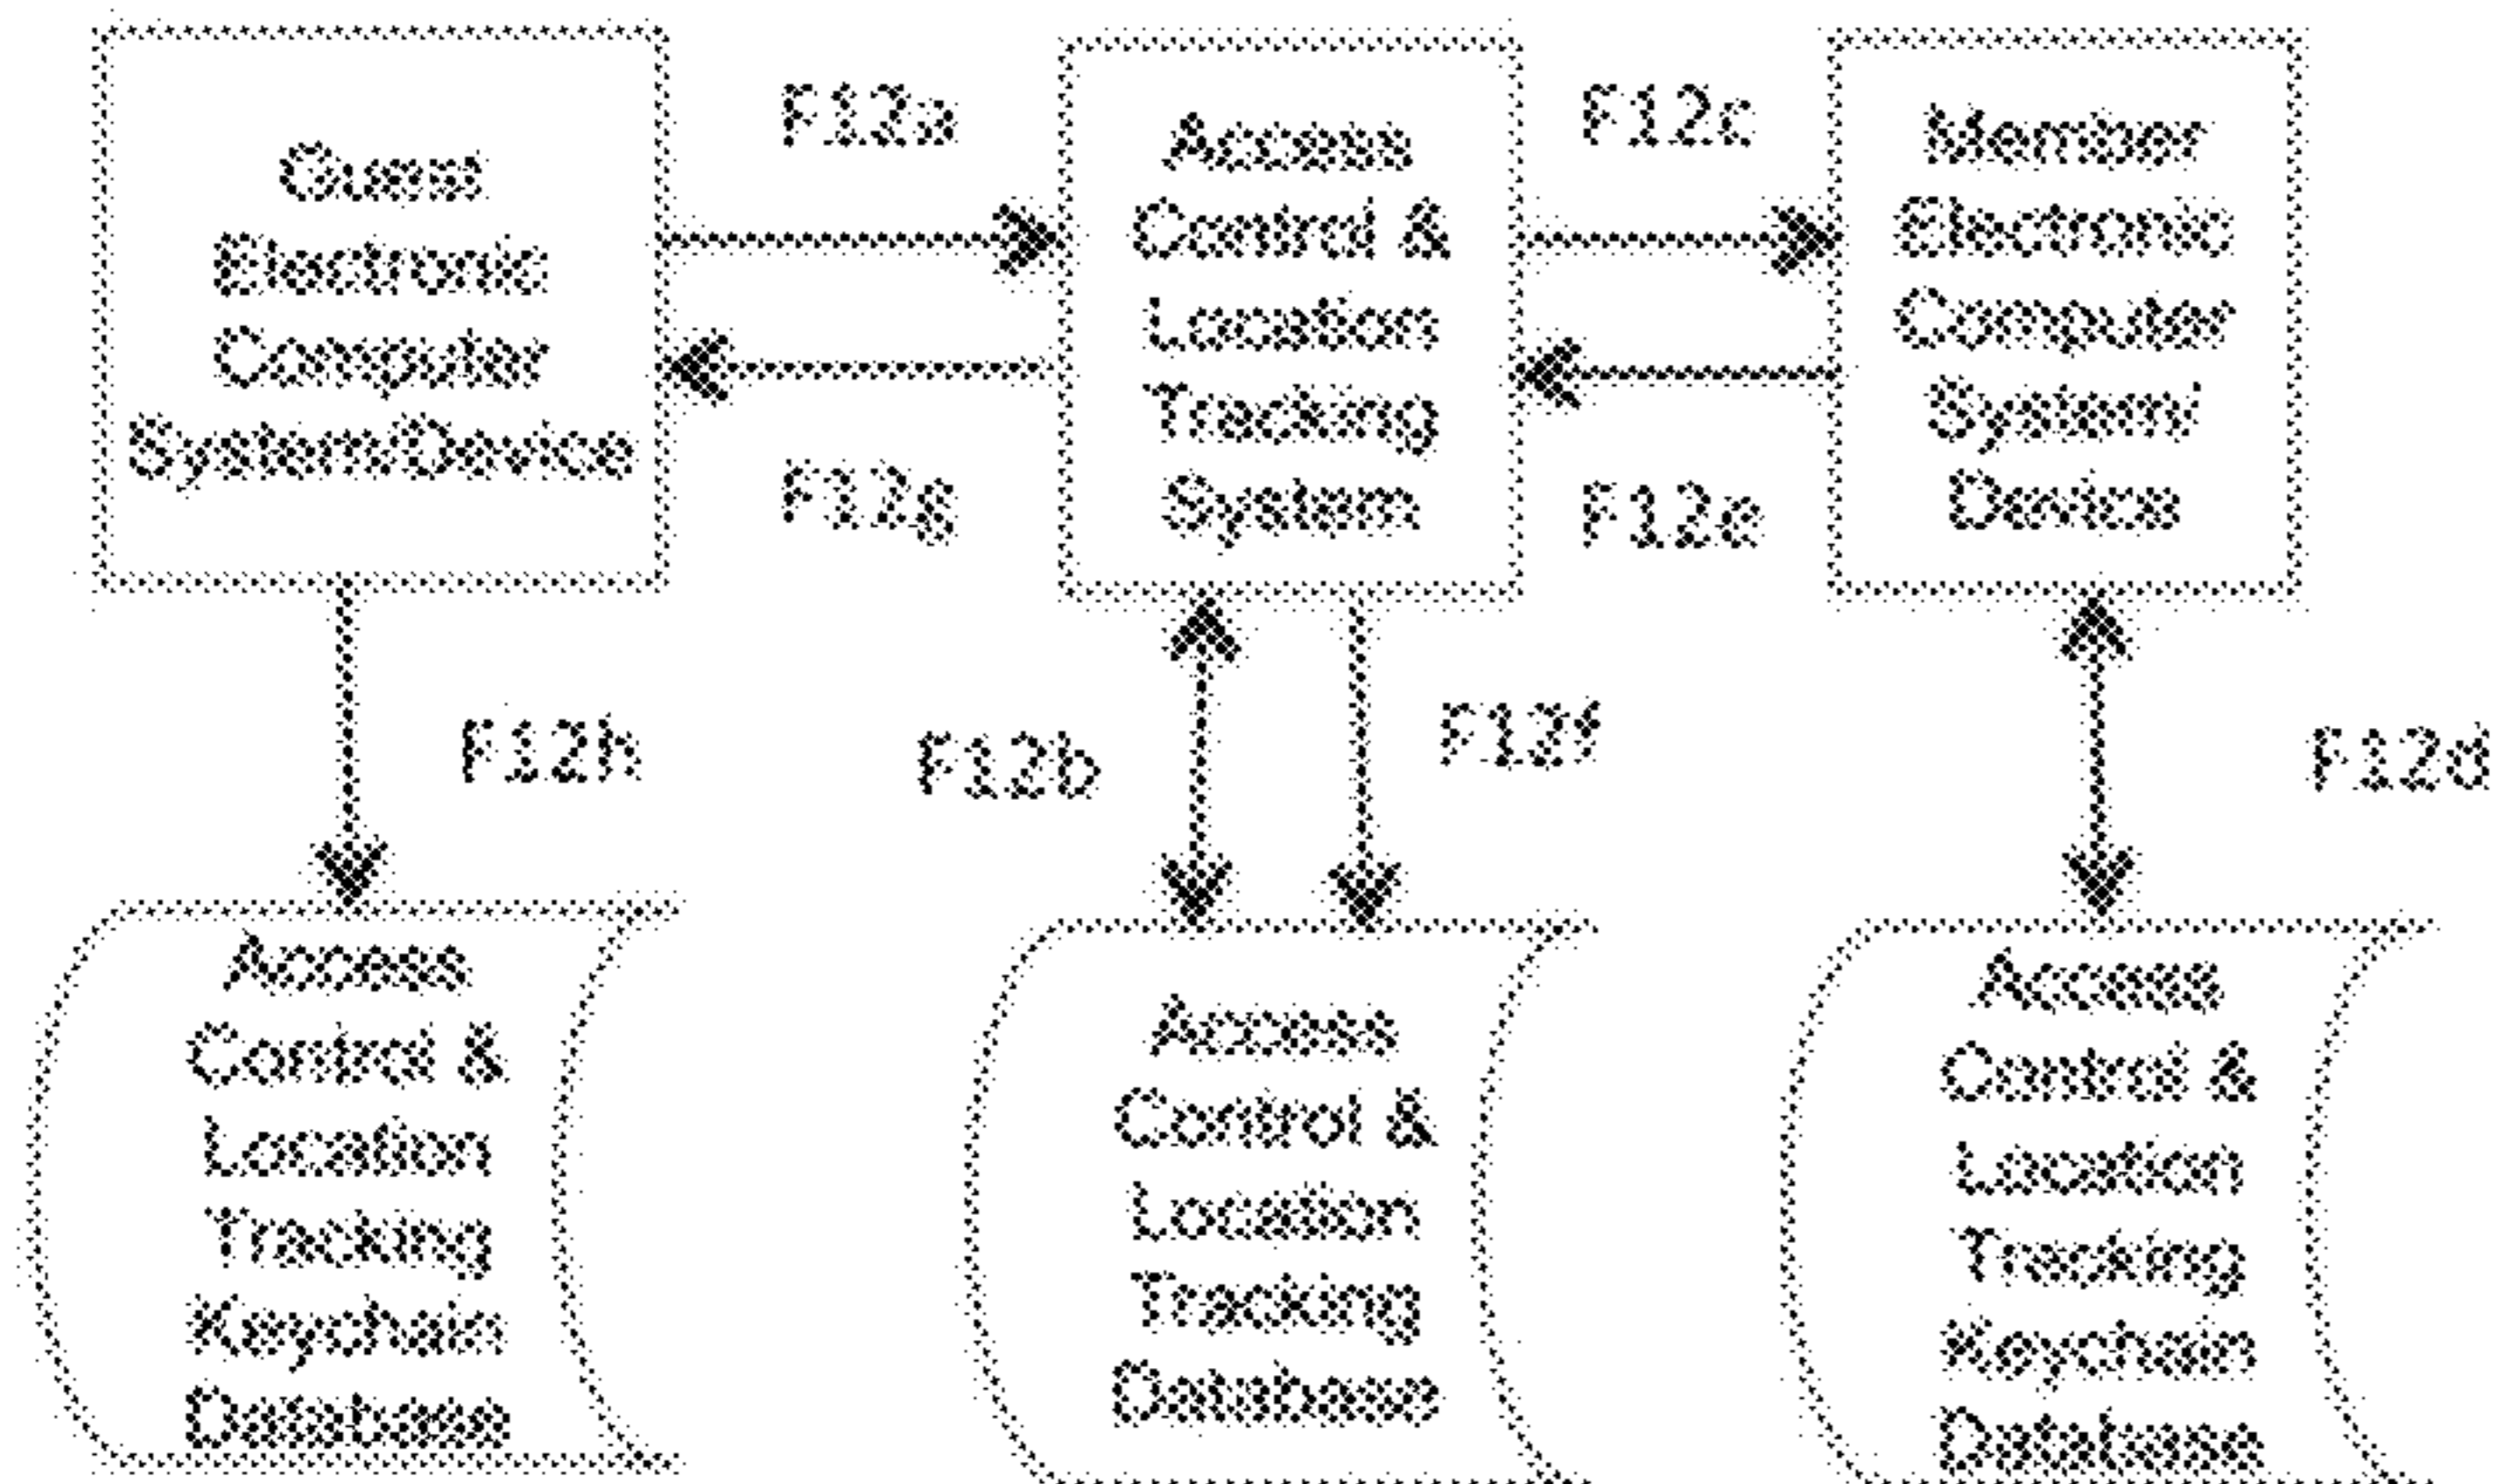 Guest
Electronic
Computer
System/Device
F12a
F12g
Access
Control &
Location
Tracking
System
F12c
F12e
Member
Electronic
Computer
System/
Device
F12h
F12b
F12f
F12d
Access
Control &
Location
Tracking
Keychain
Database
Access
Control &
Location
Tracking
Database
Access
Control &
Location
Tracking
Keychain
Database